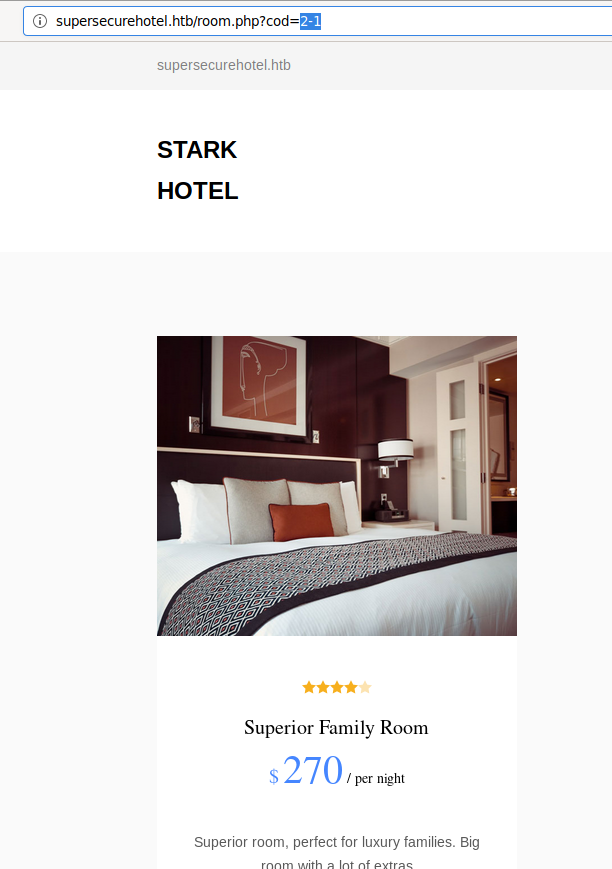 supersecurehotel.htb/room.php?cod=2-1
supersecurehotel.htb
STARK
HOTEL
Superior Family Room
$ 270 / per night
Superior room, perfect for luxury families. Big
room with a lot of extras.